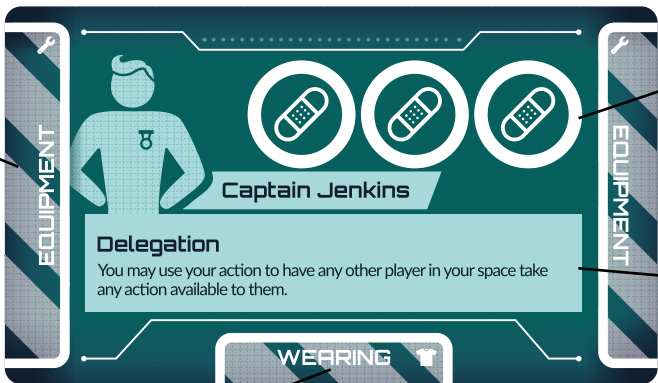 EQUIPMENT
Captain Jenkins
EQUIPMENT
Delegation
You may use your action to have any other player in your space take
any action available to them.
WEARING